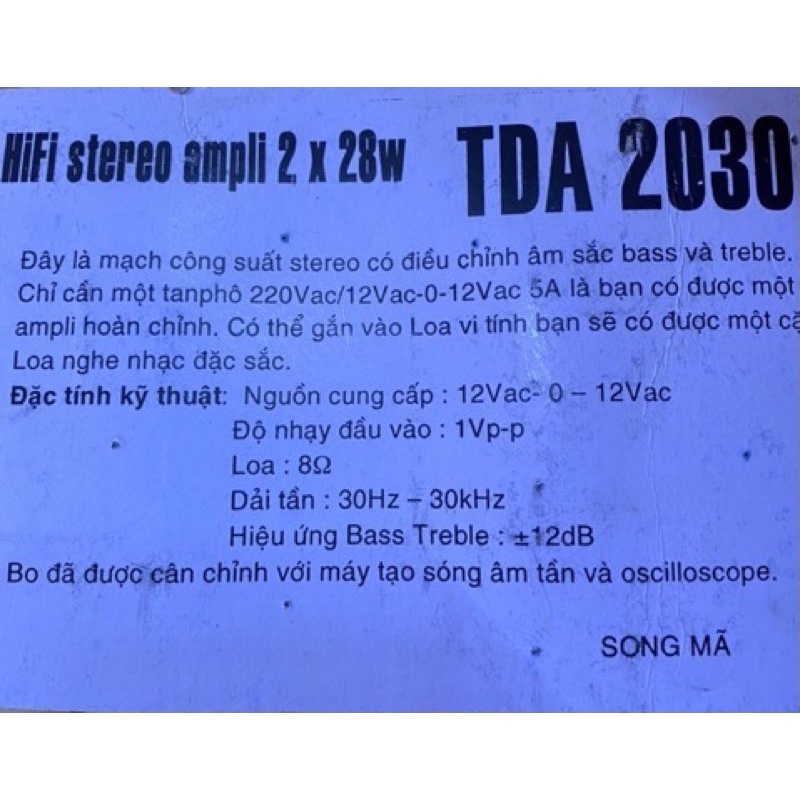 HiFi stereo ampli 2 x 28w TDA 2030
Đây là mạch công suất stereo có điều chỉnh âm sắc bass và treble.
Chỉ cần một tanphô 220Vac/12Vac-0-12Vac 5A là bạn có được một
ampli hoàn chỉnh. Có thể gắn vào Loa vi tính bạn sẽ có được một
Loa nghe nhạc đặc sắc.
Đặc tính kỹ thuật: Nguồn cung cấp : 12Vac- 0 – 12Vac
Độ nhạy đầu vào : 1Vp-p
Loa : 8Ω
Dải tần : 30Hz – 30kHz
Hiệu ứng Bass Treble : ±12dB
Bo đã được cân chỉnh với máy tạo sóng âm tần và oscilloscope.
SONG MÃ